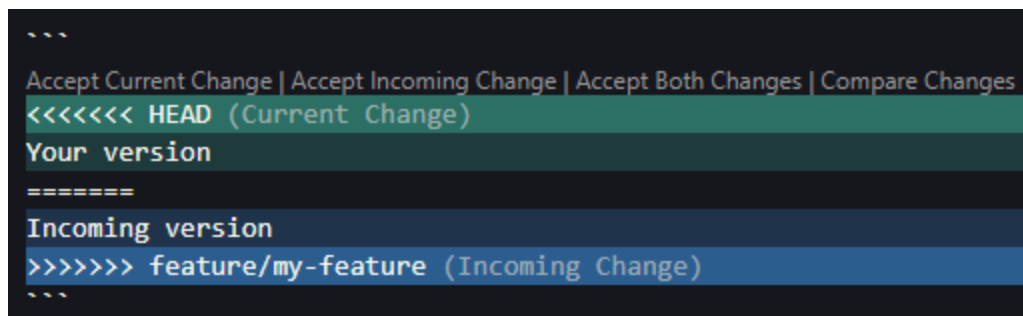 ```
Accept Current Change | Accept Incoming Change | Accept Both Changes | Compare Changes
<<<<<<< HEAD (Current Change)
Your version
=======
Incoming version
>>>>>>> feature/my-feature (Incoming Change)
```